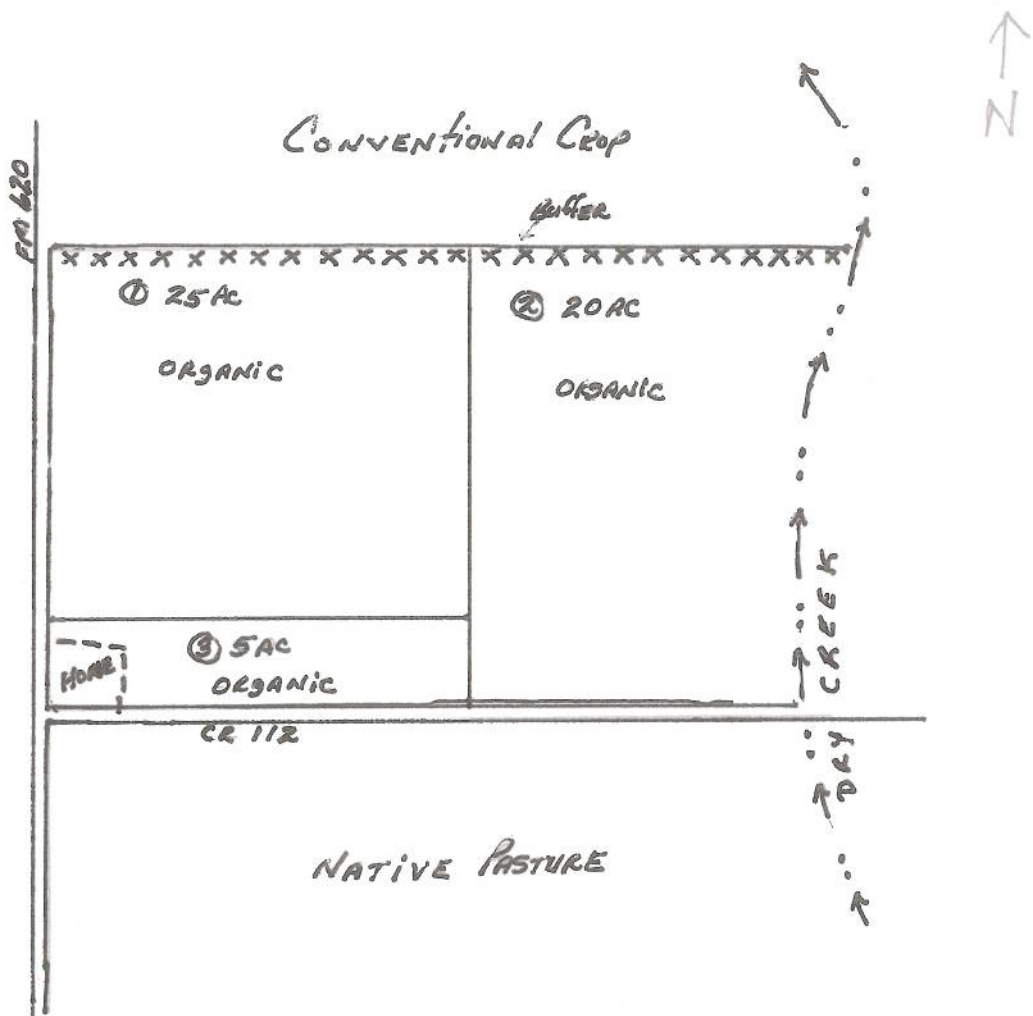 N
CONVENTIONAL CROP
FM 620
BUFFER
① 25 AC
② 20 AC
ORGANIC
ORGANIC
③ 5 AC
HOME
ORGANIC
CR 112
DRY CREEK
NATIVE PASTURE